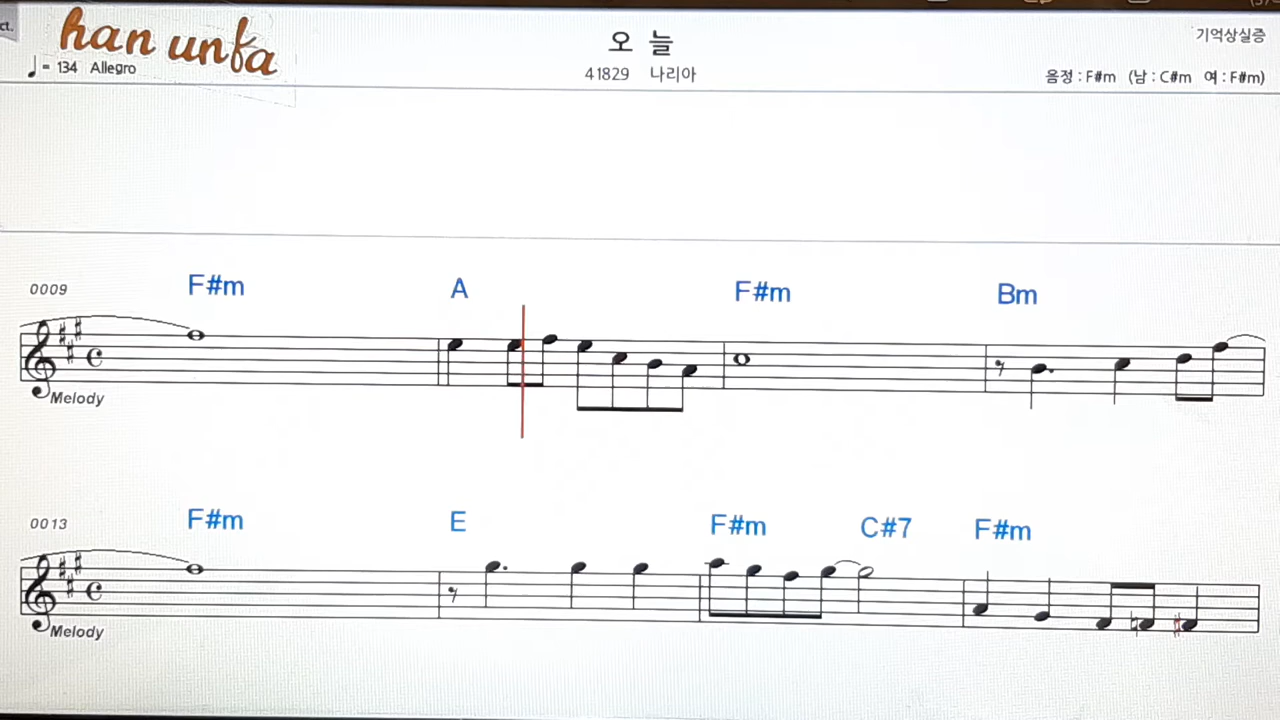 ct.
han unfa
오 늘
기억상실증
♩= 134 Allegro
41829 나리아
음정 : F#m (남 : C#m 여 : F#m)
0009 F#m A F#m Bm
Melody
0013 F#m E F#m C#7 F#m
Melody